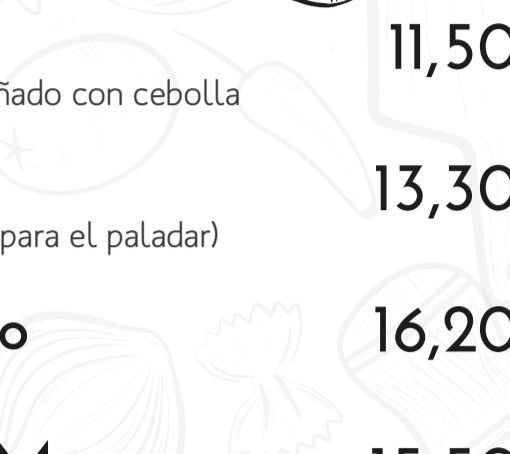 11,50
ñado con cebolla
13,30
para el paladar)
o 16,20